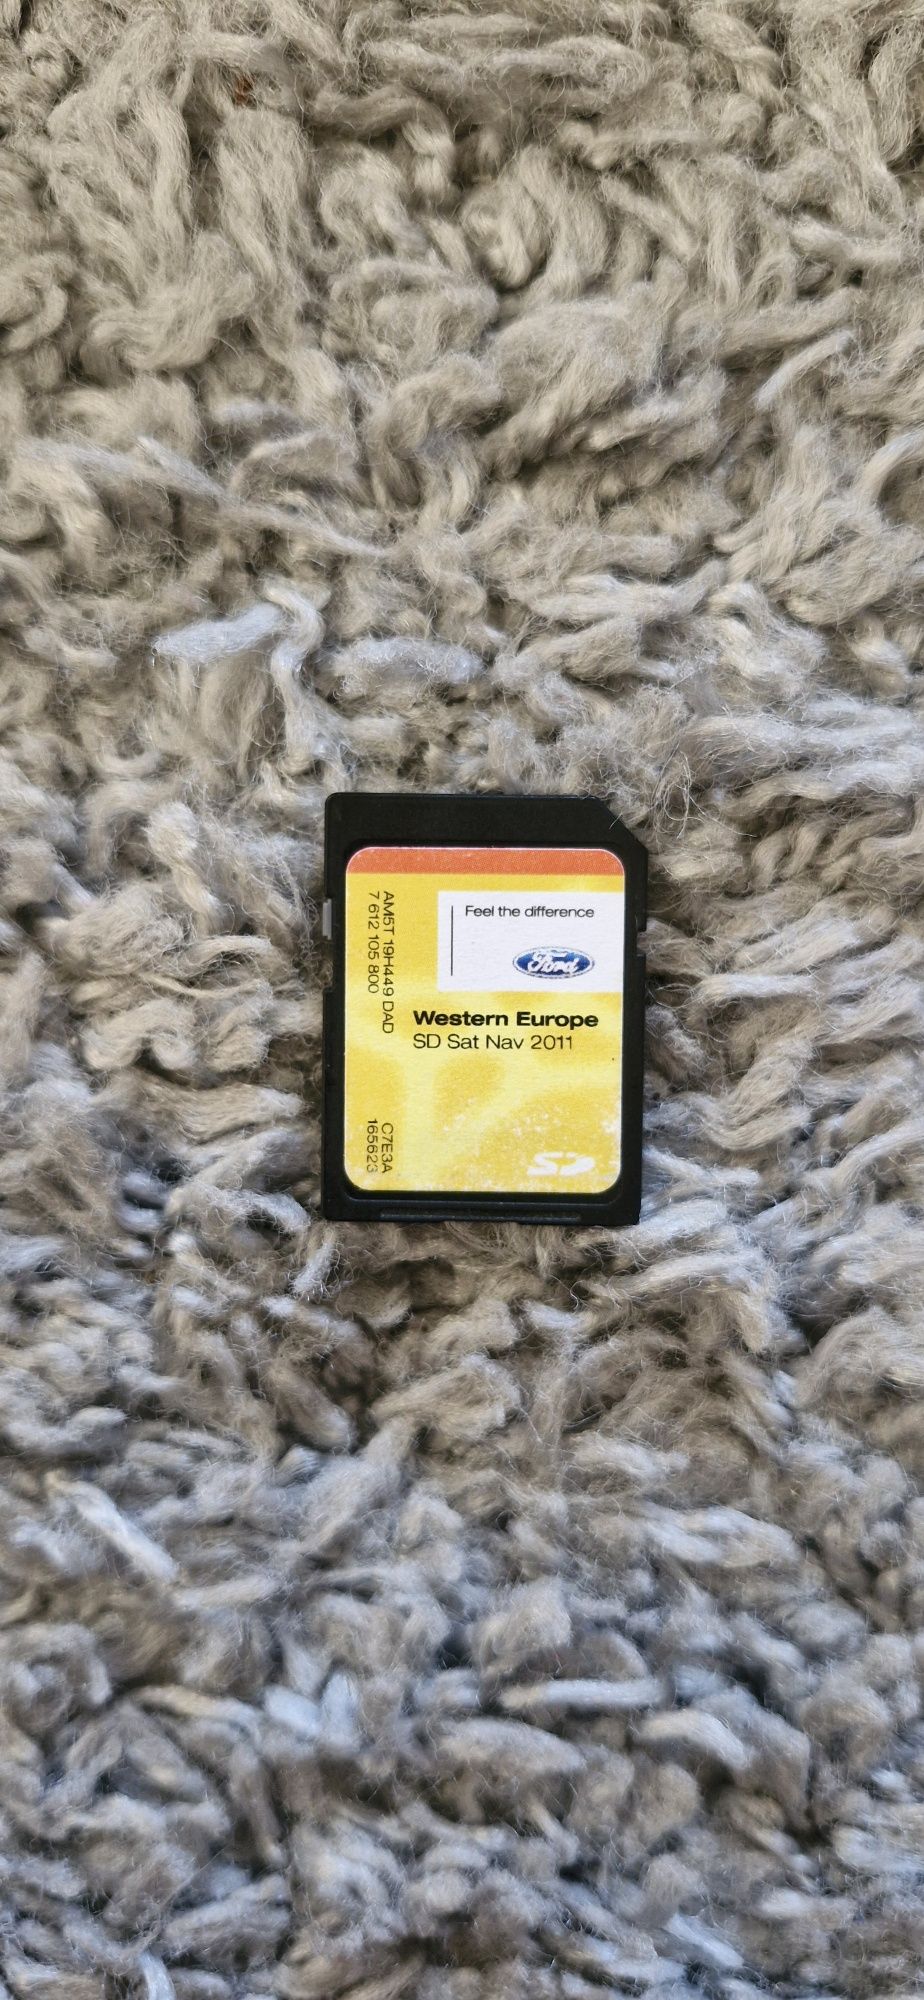 Feel the difference
Ford
Western Europe
SD Sat Nav 2011
AM5T 19H449 DAD
7 612 105 800
C7E3A
165623
SD